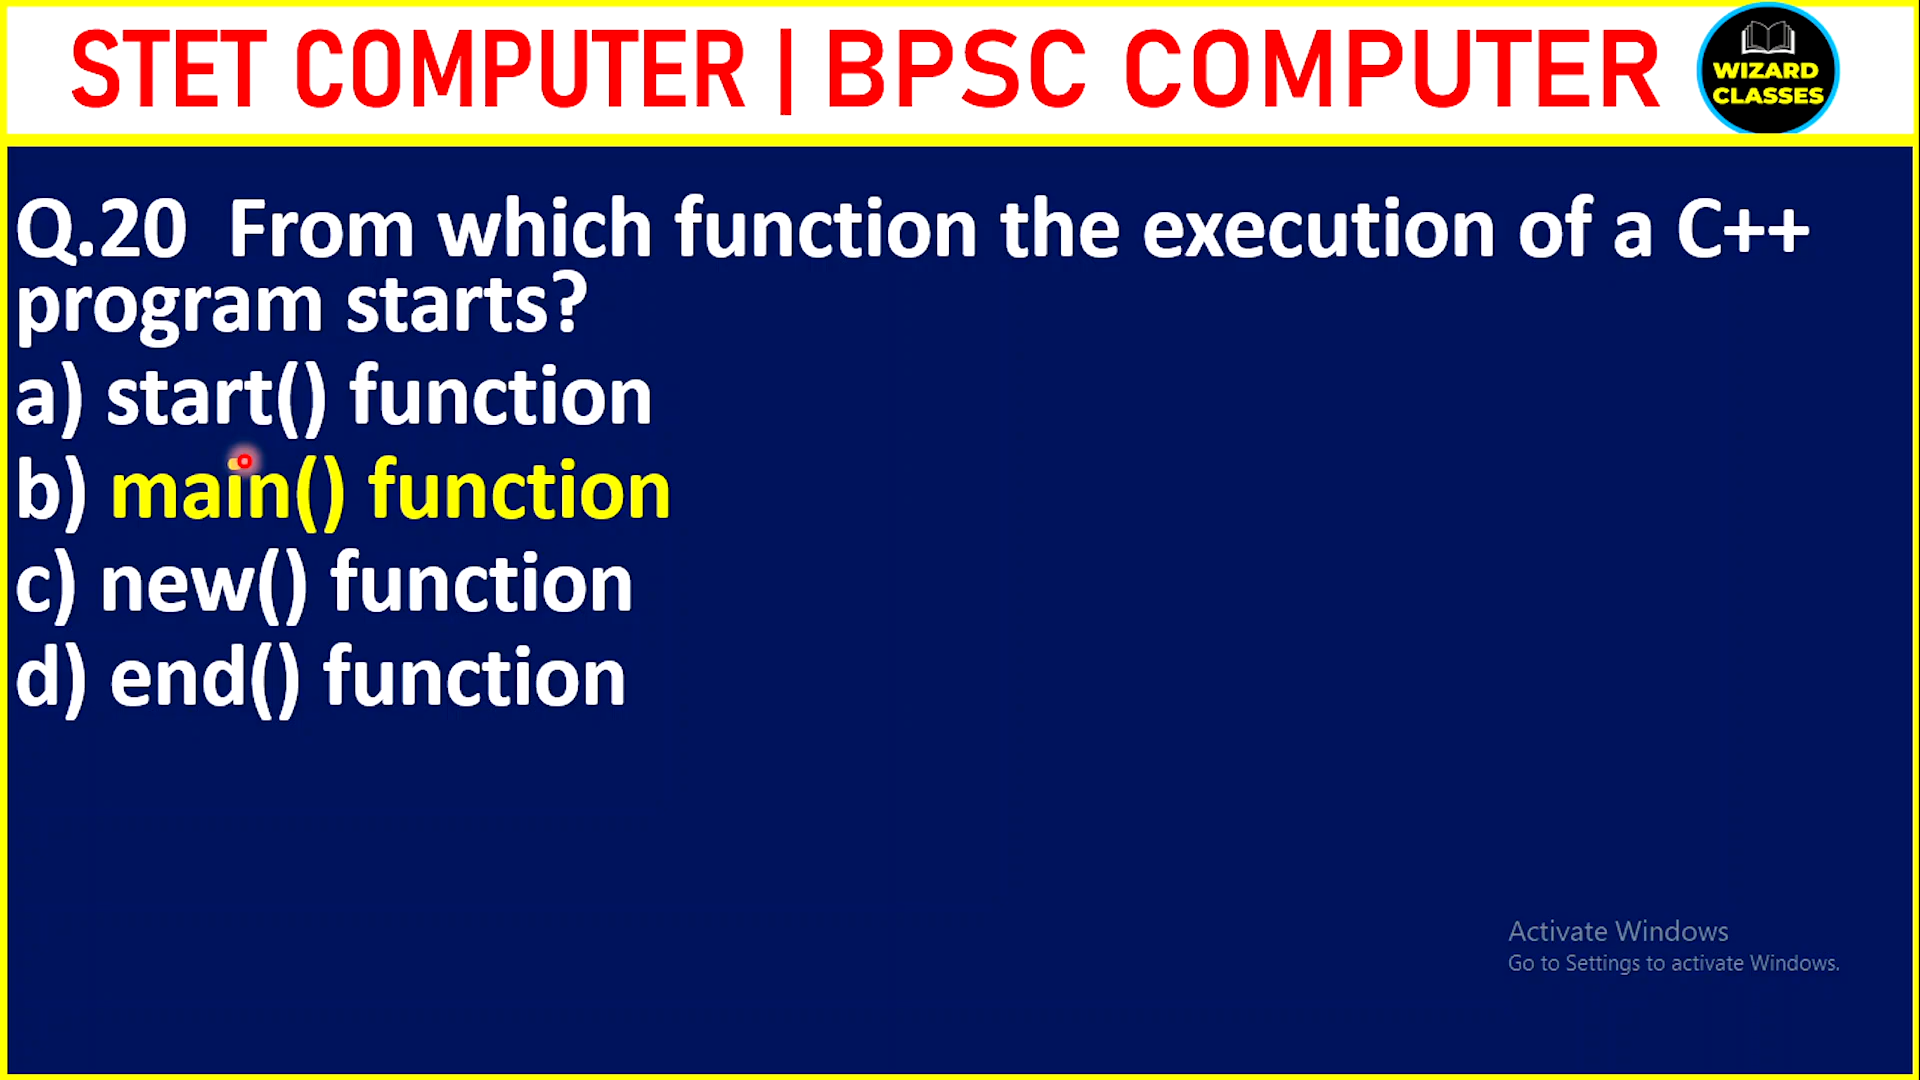 STET COMPUTER | BPSC COMPUTER
WIZARD
CLASSES
Q.20 From which function the execution of a C++
program starts?
a) start() function
b) main() function
c) new() function
d) end() function
Activate Windows
Go to Settings to activate Windows.